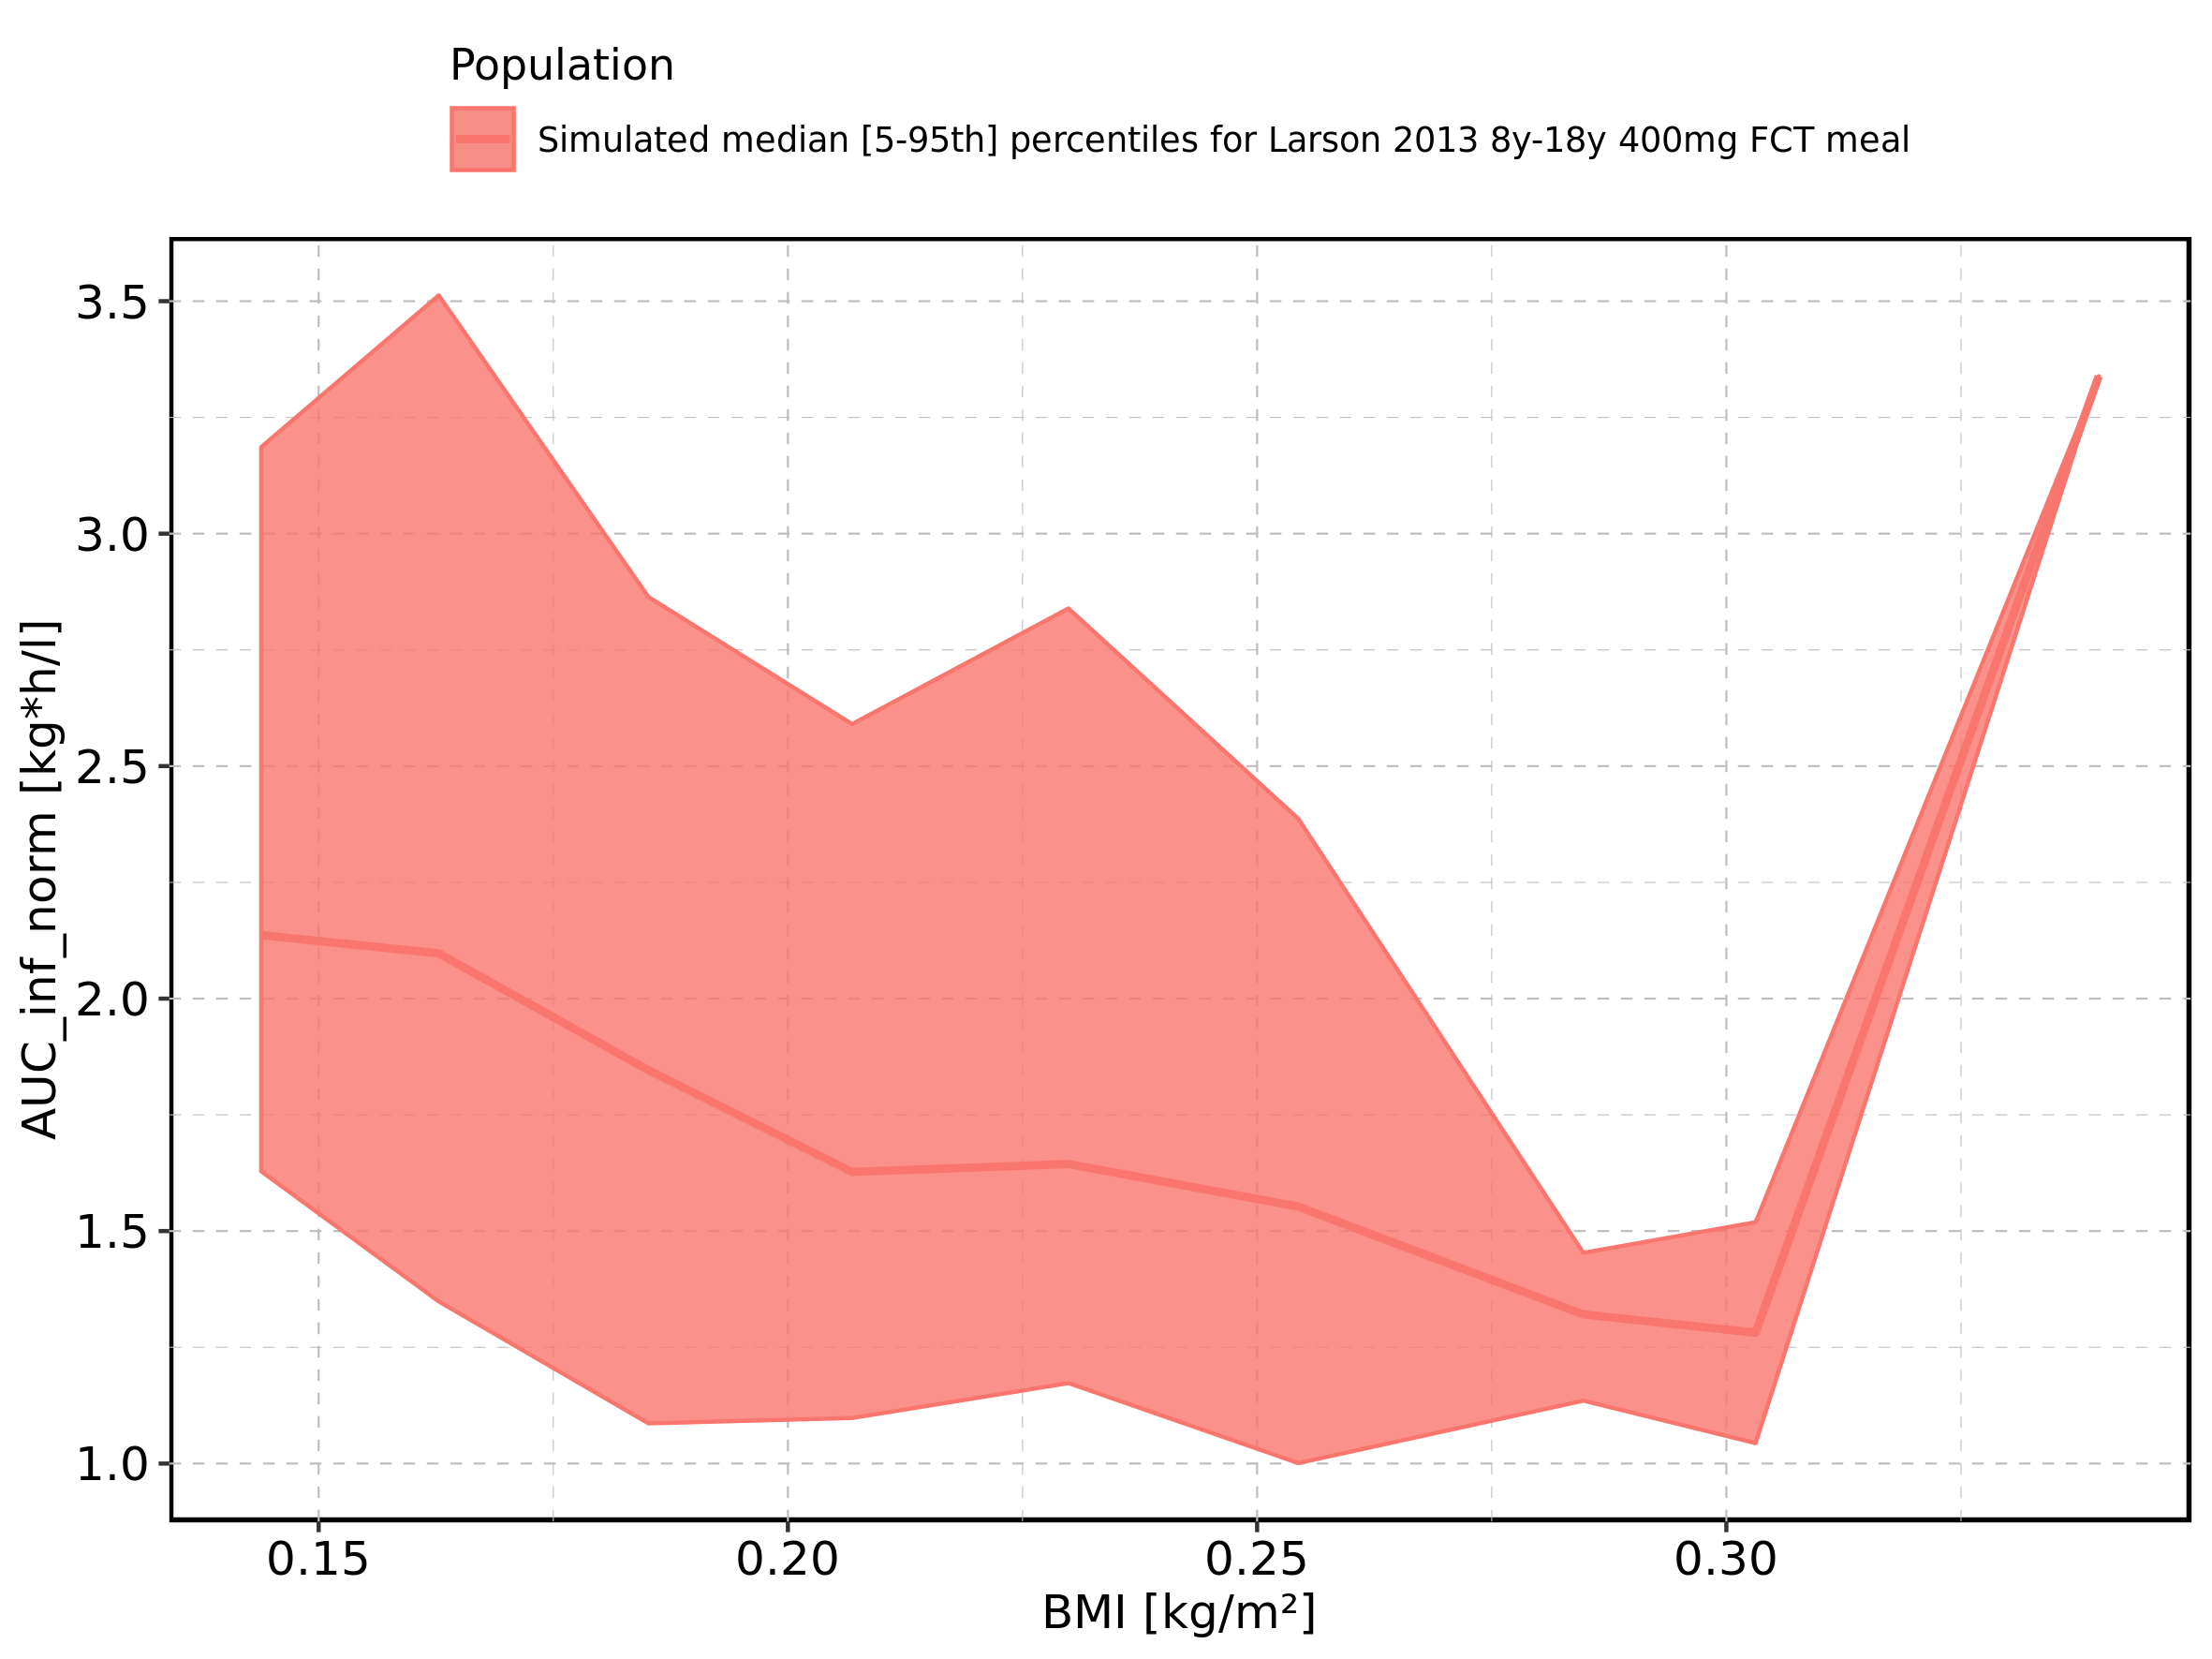 Population
Simulated median [5-95th] percentiles for Larson 2013 8y-18y 400mg FCT meal
AUC_inf_norm [kg*h/l]
3.5
3.0
2.5
2.0
1.5
1.0
0.15 0.20 0.25 0.30
BMI [kg/m²]